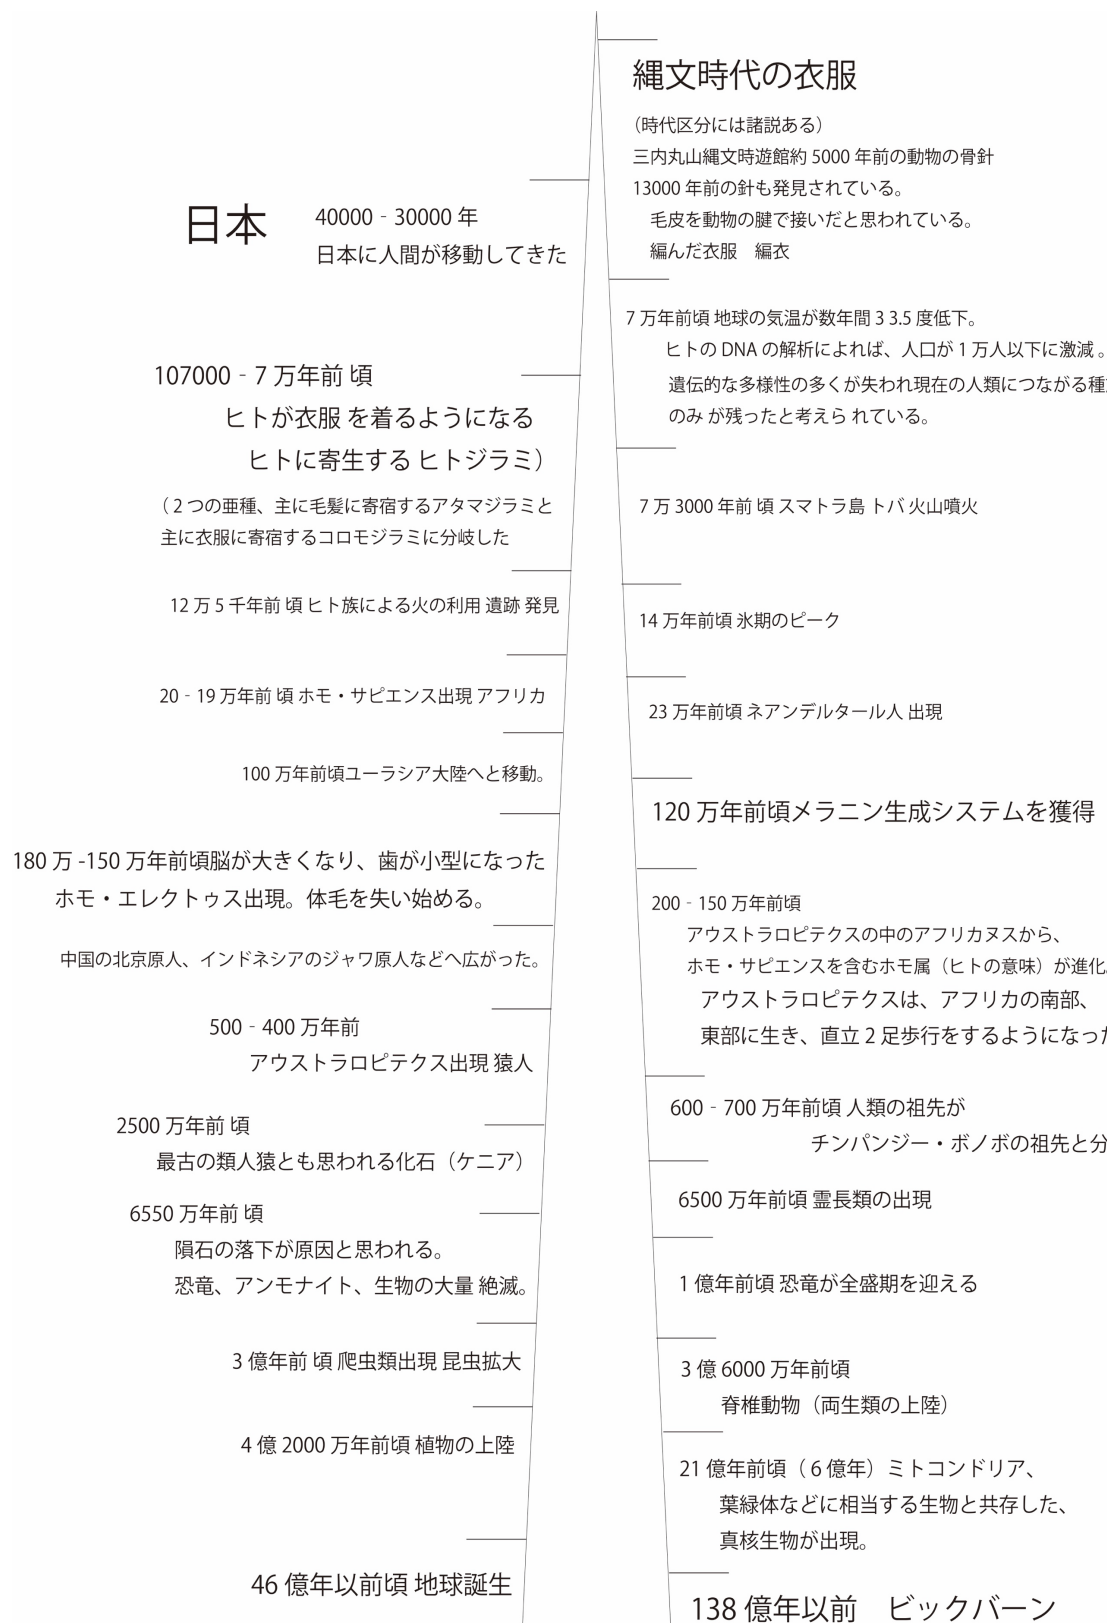 縄文時代の衣服
（時代区分には諸説ある）
三内丸山縄文時遊館約 5000 年前の動物の骨針
13000 年前の針も発見されている。
毛皮を動物の腱で接いだと思われている。
編んだ衣服　編衣
日本
40000‐30000 年
日本に人間が移動してきた
7 万年前頃 地球の気温が数年間 3 3.5 度低下。
ヒトの DNA の解析によれば、人口が 1 万人以下に激減 。
遺伝的な多様性の多くが失われ現在の人類につながる種
のみ が残ったと考えら れている。
107000‐7 万年前 頃
ヒトが衣服 を着るようになる
ヒトに寄生する ヒトジラミ）
（ 2 つの亜種、主に毛髪に寄宿するアタマジラミと
主に衣服に寄宿するコロモジラミに分岐した
7 万 3000 年前 頃 スマトラ島 トバ 火山噴火
12 万 5 千年前 頃 ヒト族による火の利用 遺跡 発見
14 万年前頃 氷期のピーク
20‐19 万年前 頃 ホモ・サピエンス出現 アフリカ
23 万年前頃 ネアンデルタール人 出現
100 万年前頃ユーラシア大陸へと移動。
120 万年前頃メラニン生成システムを獲得
180 万 -150 万年前頃脳が大きくなり、歯が小型になった
ホモ・エレクトゥス出現。体毛を失い始める。
中国の北京原人、インドネシアのジャワ原人などへ広がった。
200‐150 万年前頃
アウストラロピテクスの中のアフリカヌスから、
ホモ・サピエンスを含むホモ属（ヒトの意味）が進化
アウストラロピテクスは、アフリカの南部、
東部に生き、直立 2 足歩行をするようになった
500‐400 万年前
アウストラロピテクス出現 猿人
600‐700 万年前頃 人類の祖先が
チンパンジー・ボノボの祖先と分
2500 万年前 頃
最古の類人猿とも思われる化石（ケニア）
6500 万年前頃 霊長類の出現
6550 万年前 頃
隕石の落下が原因と思われる。
恐竜、アンモナイト、生物の大量 絶滅。
1 億年前頃 恐竜が全盛期を迎える
3 億年前 頃 爬虫類出現 昆虫拡大
3 億 6000 万年前頃
脊椎動物（両生類の上陸）
4 億 2000 万年前頃 植物の上陸
21 億年前頃（ 6 億年）ミトコンドリア、
葉緑体などに相当する生物と共存した、
真核生物が出現。
46 億年以前頃 地球誕生
138 億年以前　ビックバーン